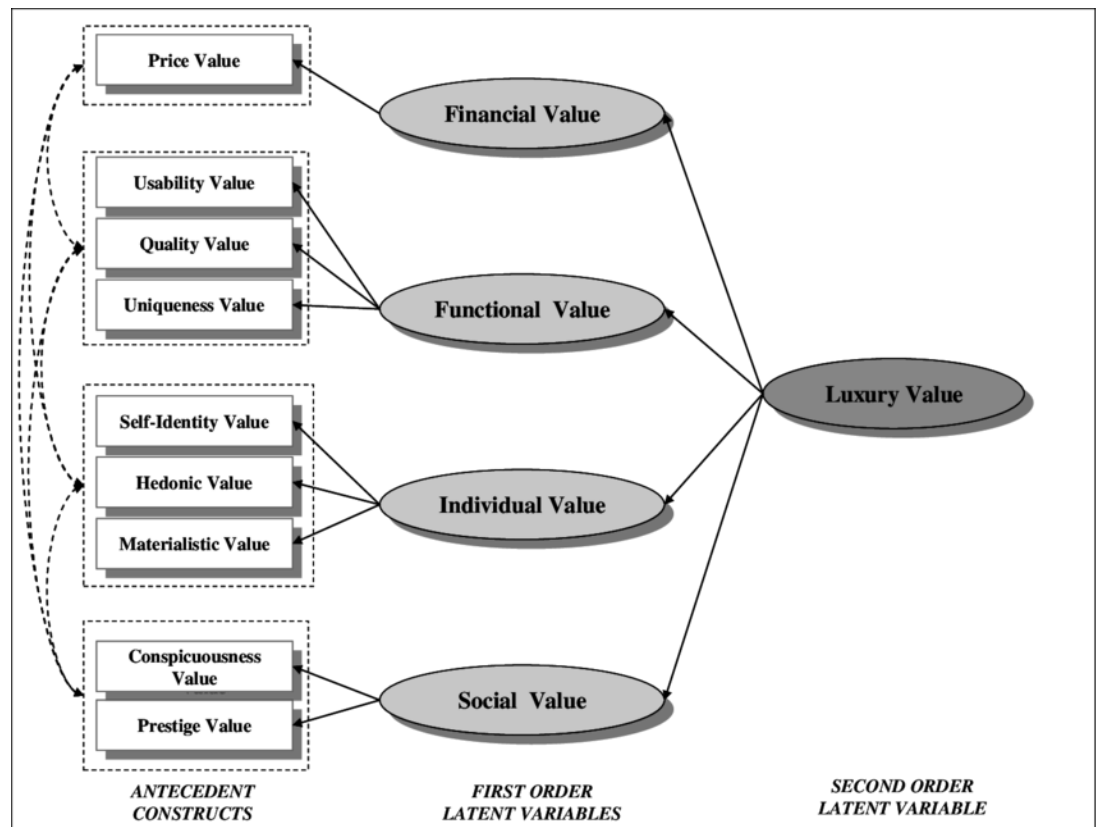 Price Value
Financial Value
Usability Value
Quality Value
Uniqueness Value
Functional Value
Luxury Value
Self-Identity Value
Hedonic Value
Materialistic Value
Individual Value
Conspicuousness
Value
Prestige Value
Social Value
ANTECEDENT
CONSTRUCTS
FIRST ORDER
LATENT VARIABLES
SECOND ORDER
LATENT VARIABLE